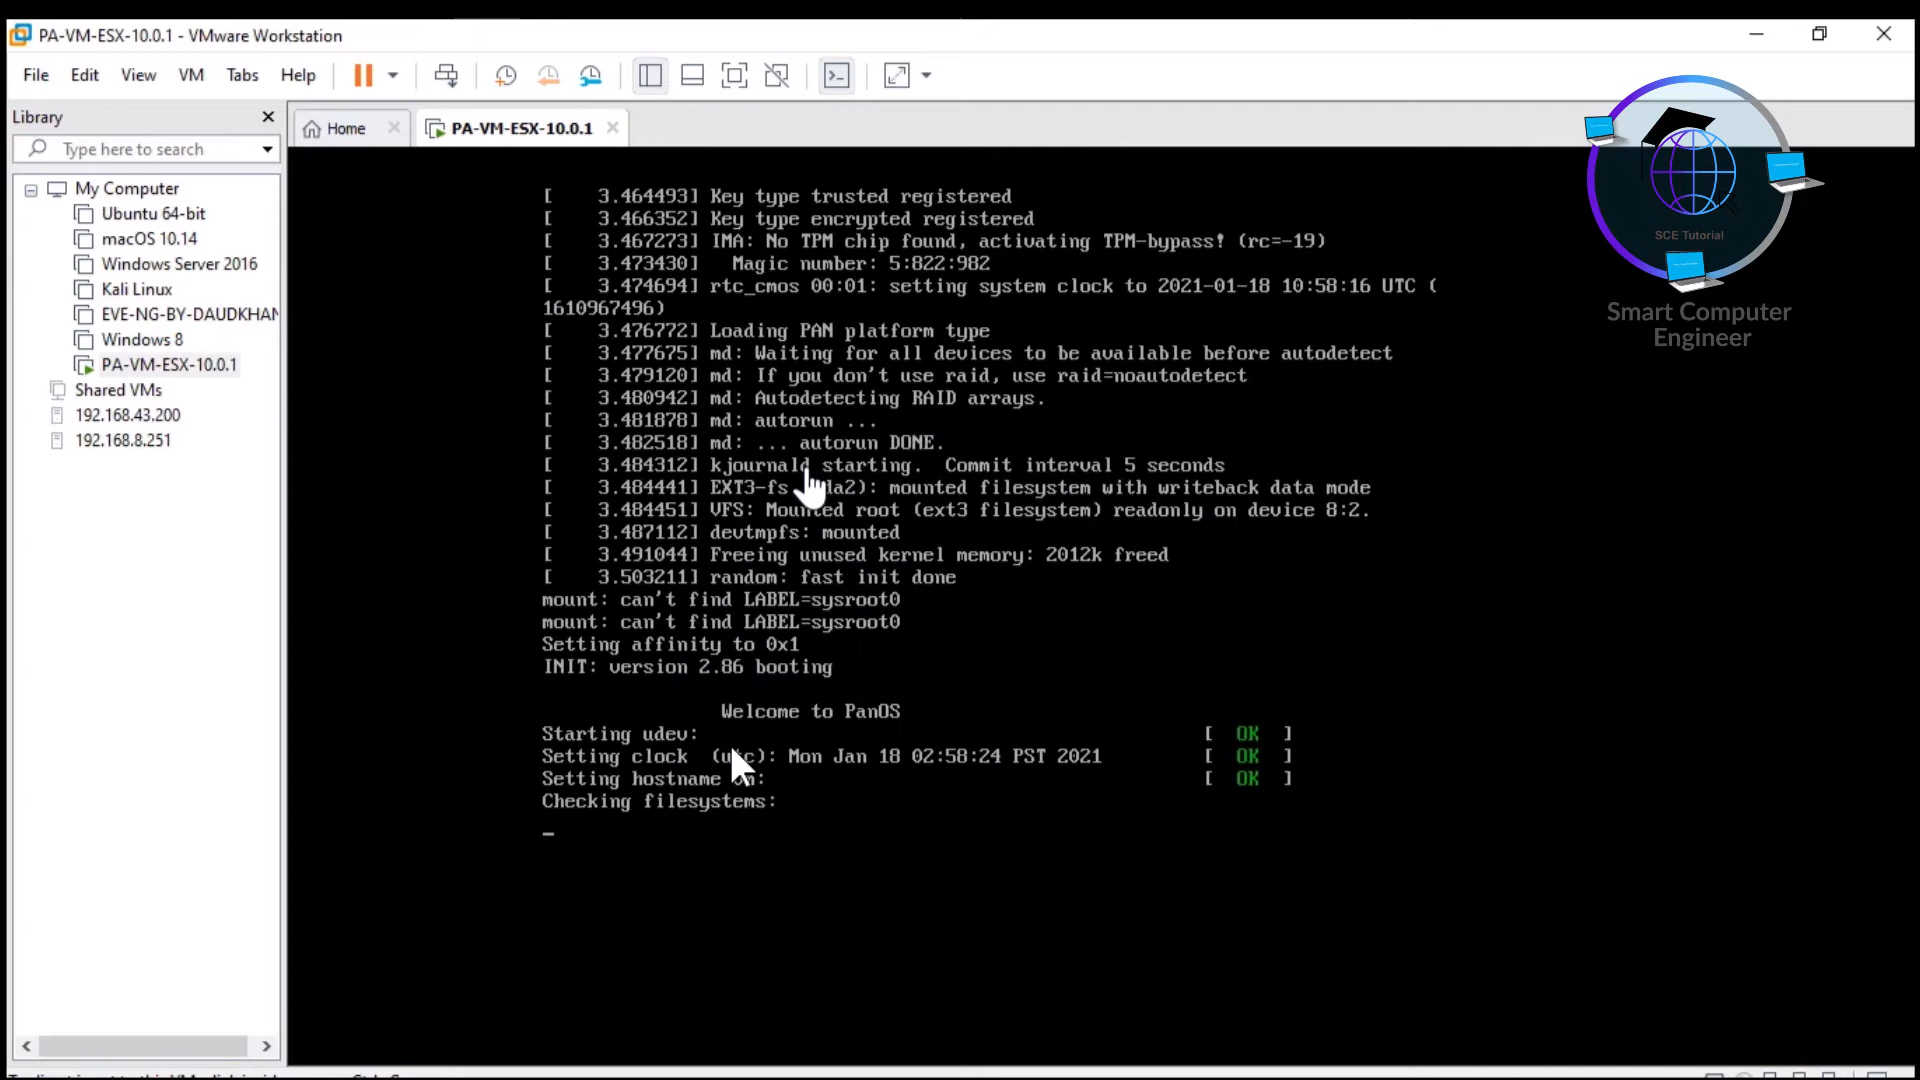 PA-VM-ESX-10.0.1 - VMware Workstation
File Edit View VM Tabs Help
Library
Type here to search
My Computer
Ubuntu 64-bit
macOS 10.14
Windows Server 2016
Kali Linux
EVE-NG-BY-DAUDKHAN
Windows 8
PA-VM-ESX-10.0.1
Shared VMs
192.168.43.200
192.168.8.251
Home
PA-VM-ESX-10.0.1
[    3.464493] Key type trusted registered
[    3.466352] Key type encrypted registered
[    3.467273] IMA: No TPM chip found, activating TPM-bypass! (rc=-19)
[    3.473430]   Magic number: 5:822:982
[    3.474694] rtc_cmos 00:01: setting system clock to 2021-01-18 10:58:16 UTC (
1610967496)
[    3.476772] Loading PAN platform type
[    3.477675] md: Waiting for all devices to be available before autodetect
[    3.479120] md: If you don't use raid, use raid=noautodetect
[    3.480942] md: Autodetecting RAID arrays.
[    3.481878] md: autorun ...
[    3.482518] md: ... autorun DONE.
[    3.484312] kjournald starting.  Commit interval 5 seconds
[    3.484441] EXT3-fs da2): mounted filesystem with writeback data mode
[    3.484451] VFS: Mounted root (ext3 filesystem) readonly on device 8:2.
[    3.487112] devtmpfs: mounted
[    3.491044] Freeing unused kernel memory: 2012k freed
[    3.503211] random: fast init done
mount: can't find LABEL=sysroot0
mount: can't find LABEL=sysroot0
Setting affinity to 0x1
INIT: version 2.86 booting
Welcome to PanOS
Starting udev: [  OK  ]
Setting clock  (utc): Mon Jan 18 02:58:24 PST 2021 [  OK  ]
Setting hostname [  OK  ]
Checking filesystems:
SCE Tutorial
Smart Computer
Engineer